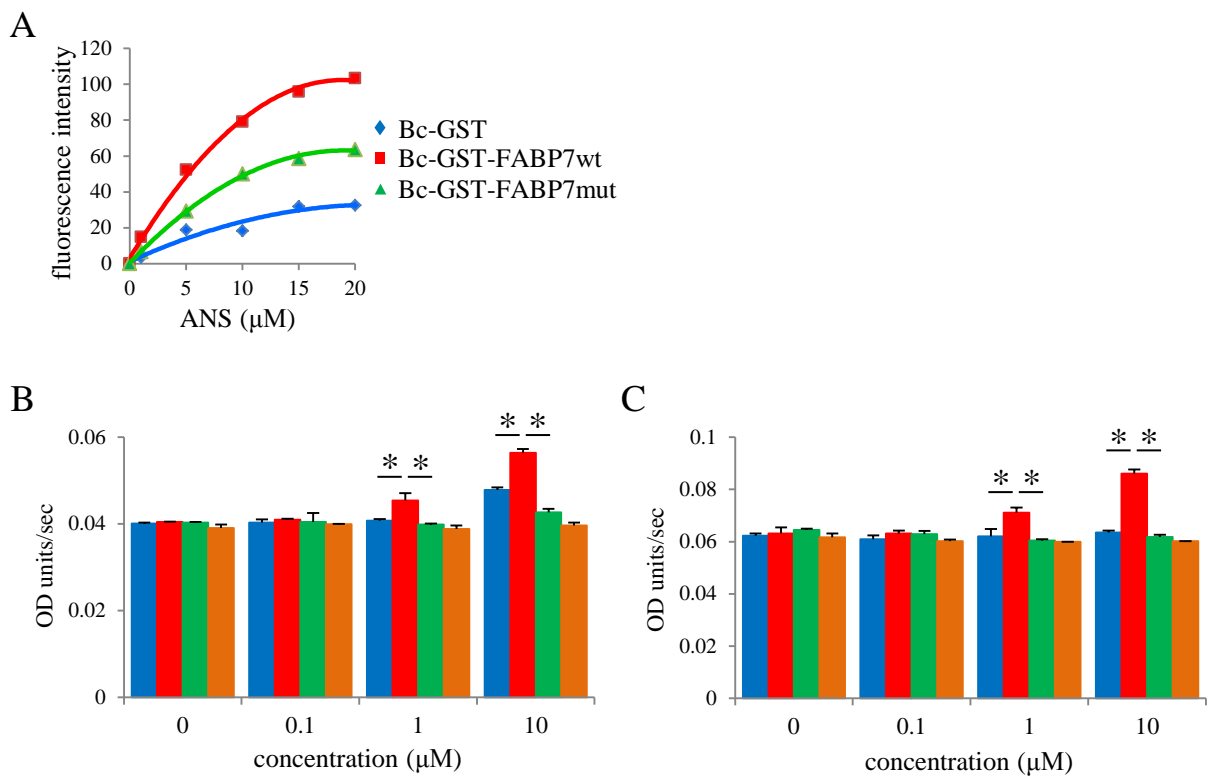 A
fluorescence intensity
120
100
80
60
40
20
0
0 5 10 15 20
ANS (μM)
Bc-GST
Bc-GST-FABP7wt
Bc-GST-FABP7mut
B
OD units/sec
0.06
0.04
0.02
0
* *
* *
0 0.1 1 10
concentration (μM)
C
OD units/sec
0.1
0.08
0.06
0.04
0.02
0
* *
* *
0 0.1 1 10
concentration (μM)